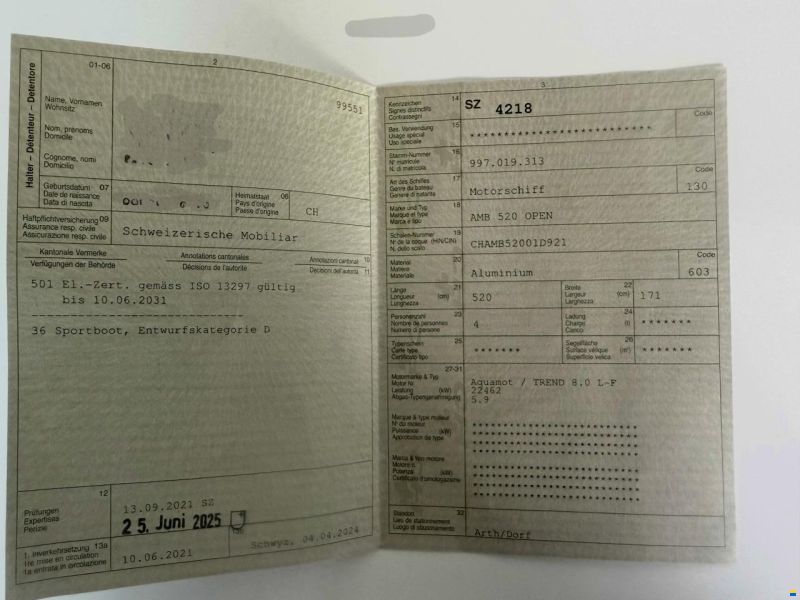 01-06
2
Halter – Détenteur – Detentore
Name, Vornamen
Wohnsitz
Nom, prénoms
Domicile
Cognome, nomi
Domicilio
99551
Geburtsdatum 07
Date de naissance
Data di nascita
Heimatstaat 08
Pays d'origine
Paese d'origine
CH
Haftpflichtversicherung 09
Assurance resp. civile
Assicurazione resp. civile
Schweizerische Mobiliar
Kantonale Vermerke
Annotations cantonales
Annotazioni cantonali 10
Verfügungen der Behörde
Décisions de l'autorité
Decisioni dell'autorità 11
501 El.-Zert. gemäss ISO 13297 gültig
bis 10.06.2031
36 Sportboot, Entwurfskategorie D
12
Prüfungen
Expertises
Perizie
13.09.2021 SZ
25. Juni 2025
1. Inverkehrsetzung 13a
1re mise en circulation
1a entrata in circolazione
10.06.2021
Schwyz, 04.04.2024
3
Kennzeichen 14
Signes distinctifs
Contrassegni
SZ 4218
Bes. Verwendung 15
Usage spécial
Uso speciale
**************************
Code
Stamm-Nummer 16
N° matricule
N. di matricola
997.019.313
Art des Schiffes 17
Genre du bateau
Genere di battello
Motorschiff
Code
130
Marke und Typ 18
Marque et type
Marca e tipo
AMB 520 OPEN
Schalen-Nummer 19
N° de la coque (HIN/CIN)
N. dello scafo
CHAMB52001D921
Material 20
Matière
Materiale
Aluminium
Code
603
Länge 21
Longueur (cm)
Lunghezza
520
Breite 22
Largeur (cm)
Larghezza
171
Personenzahl 23
Nombre de personnes
Numero di persone
4
Ladung 24
Charge (t)
Carico
*******
Typenschein 25
Carte type
Certificato tipo
*******
Segelfläche 26
Surface vélique (m²)
Superficie velica
*******
27-31
Motormarke & Typ
Motor Nr.
Leistung (kW)
Abgas-Typengenehmigung
Aquamot / TREND 8.0 L-F
22462
5.9
Marque & type moteur
N° du moteur
Puissance (kW)
Approbation de type
Marca & tipo motore
Motore n.
Potenza (kW)
Certificato d'omologazione
Standort 32
Lieu de stationnement
Luogo di stazionamento
Arth/Dorf